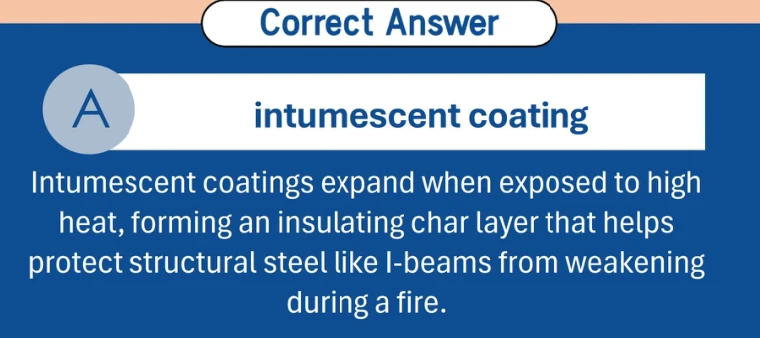 Correct Answer
A
intumescent coating
Intumescent coatings expand when exposed to high
heat, forming an insulating char layer that helps
protect structural steel like I-beams from weakening
during a fire.